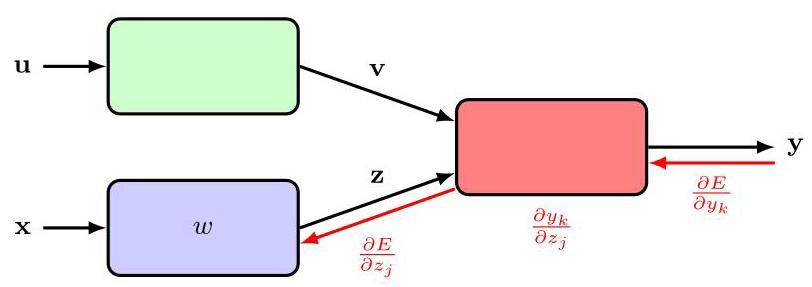 u
v
y
∂E/∂y_k
x
w
z
∂E/∂z_j
∂y_k/∂z_j